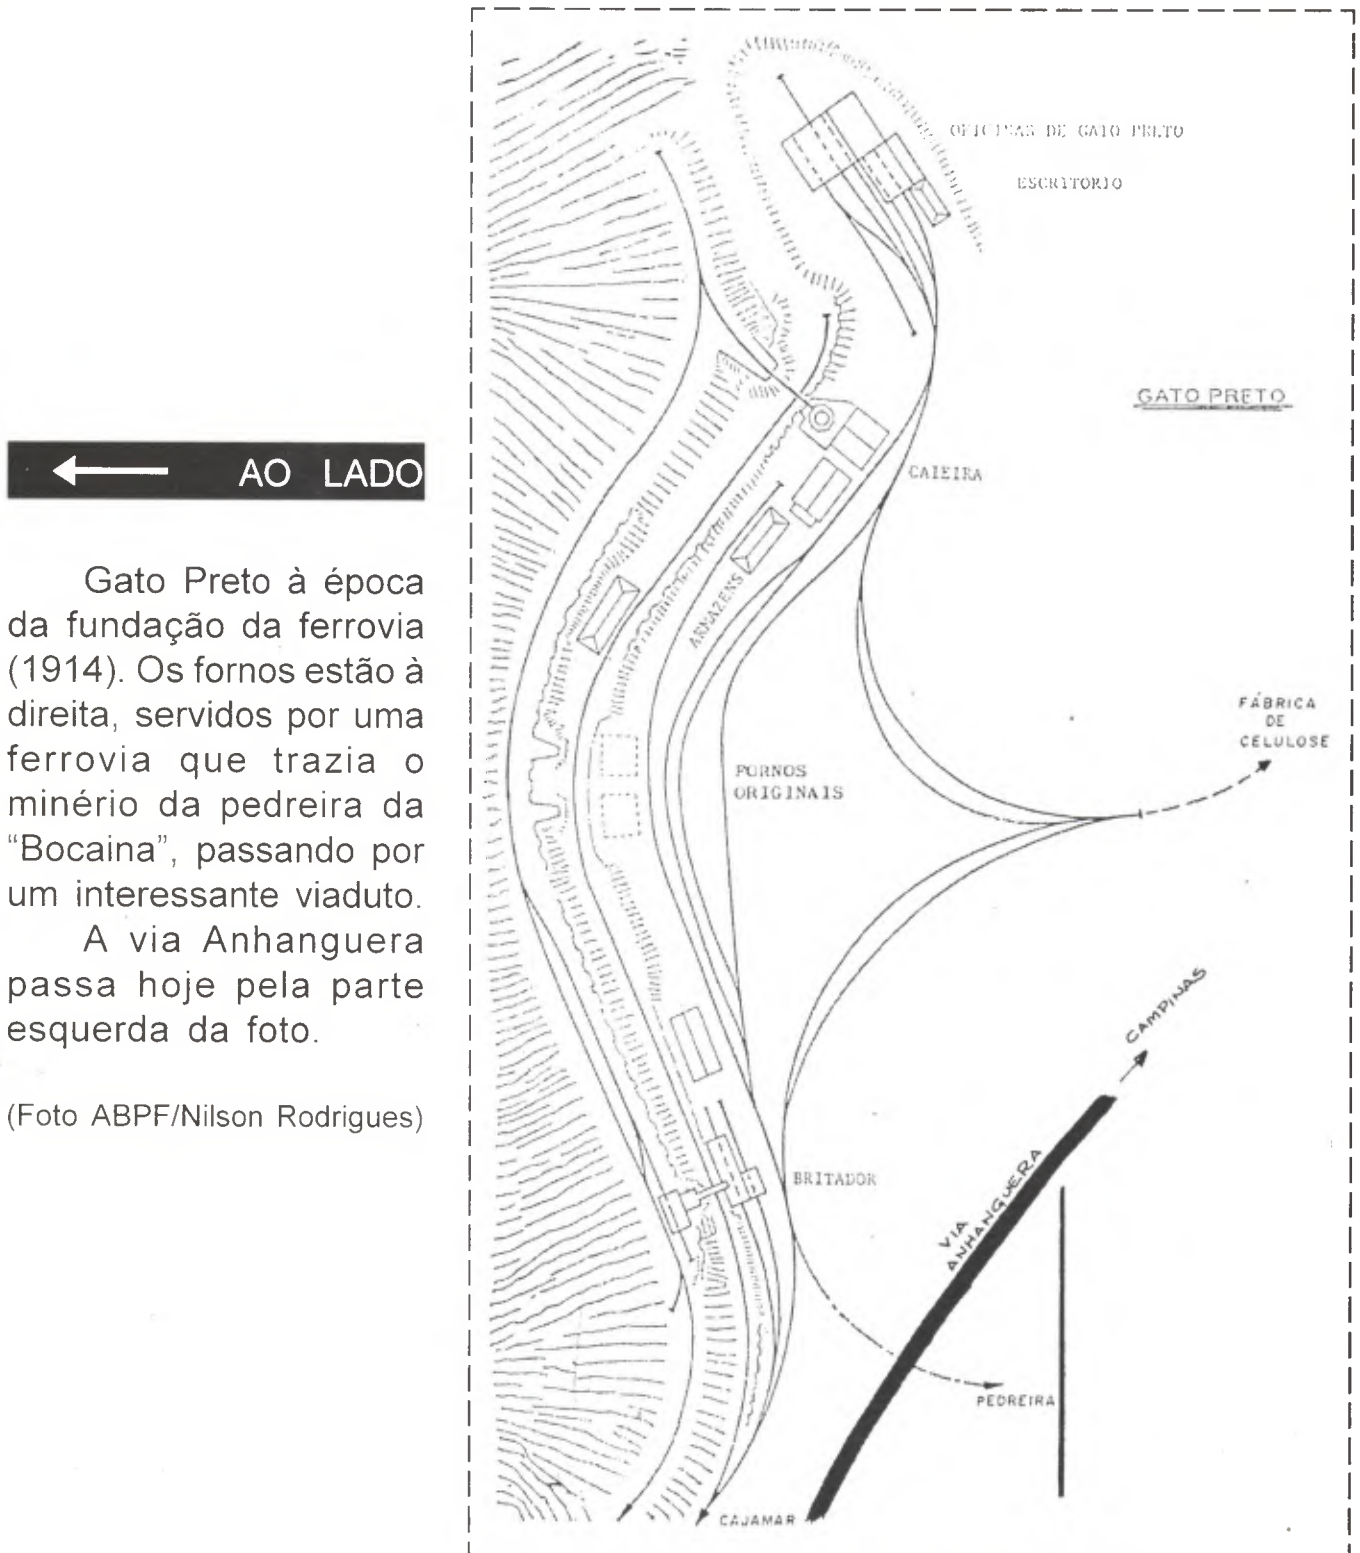 AO LADO
Gato Preto à época
da fundação da ferrovia
(1914). Os fornos estão à
direita, servidos por uma
ferrovia que trazia o
minério da pedreira da
“Bocaina”, passando por
um interessante viaduto.
A via Anhanguera
passa hoje pela parte
esquerda da foto.
(Foto ABPF/Nilson Rodrigues)
OFICINAS DE GATO PRETO
ESCRITORIO
GATO PRETO
CAIEIRA
ARMAZENS
FÁBRICA
DE
CELULOSE
FORNOS
ORIGINAIS
CAMPINAS
BRITADOR
VIA
ANHANGUERA
PEDREIRA
CAJAMAR